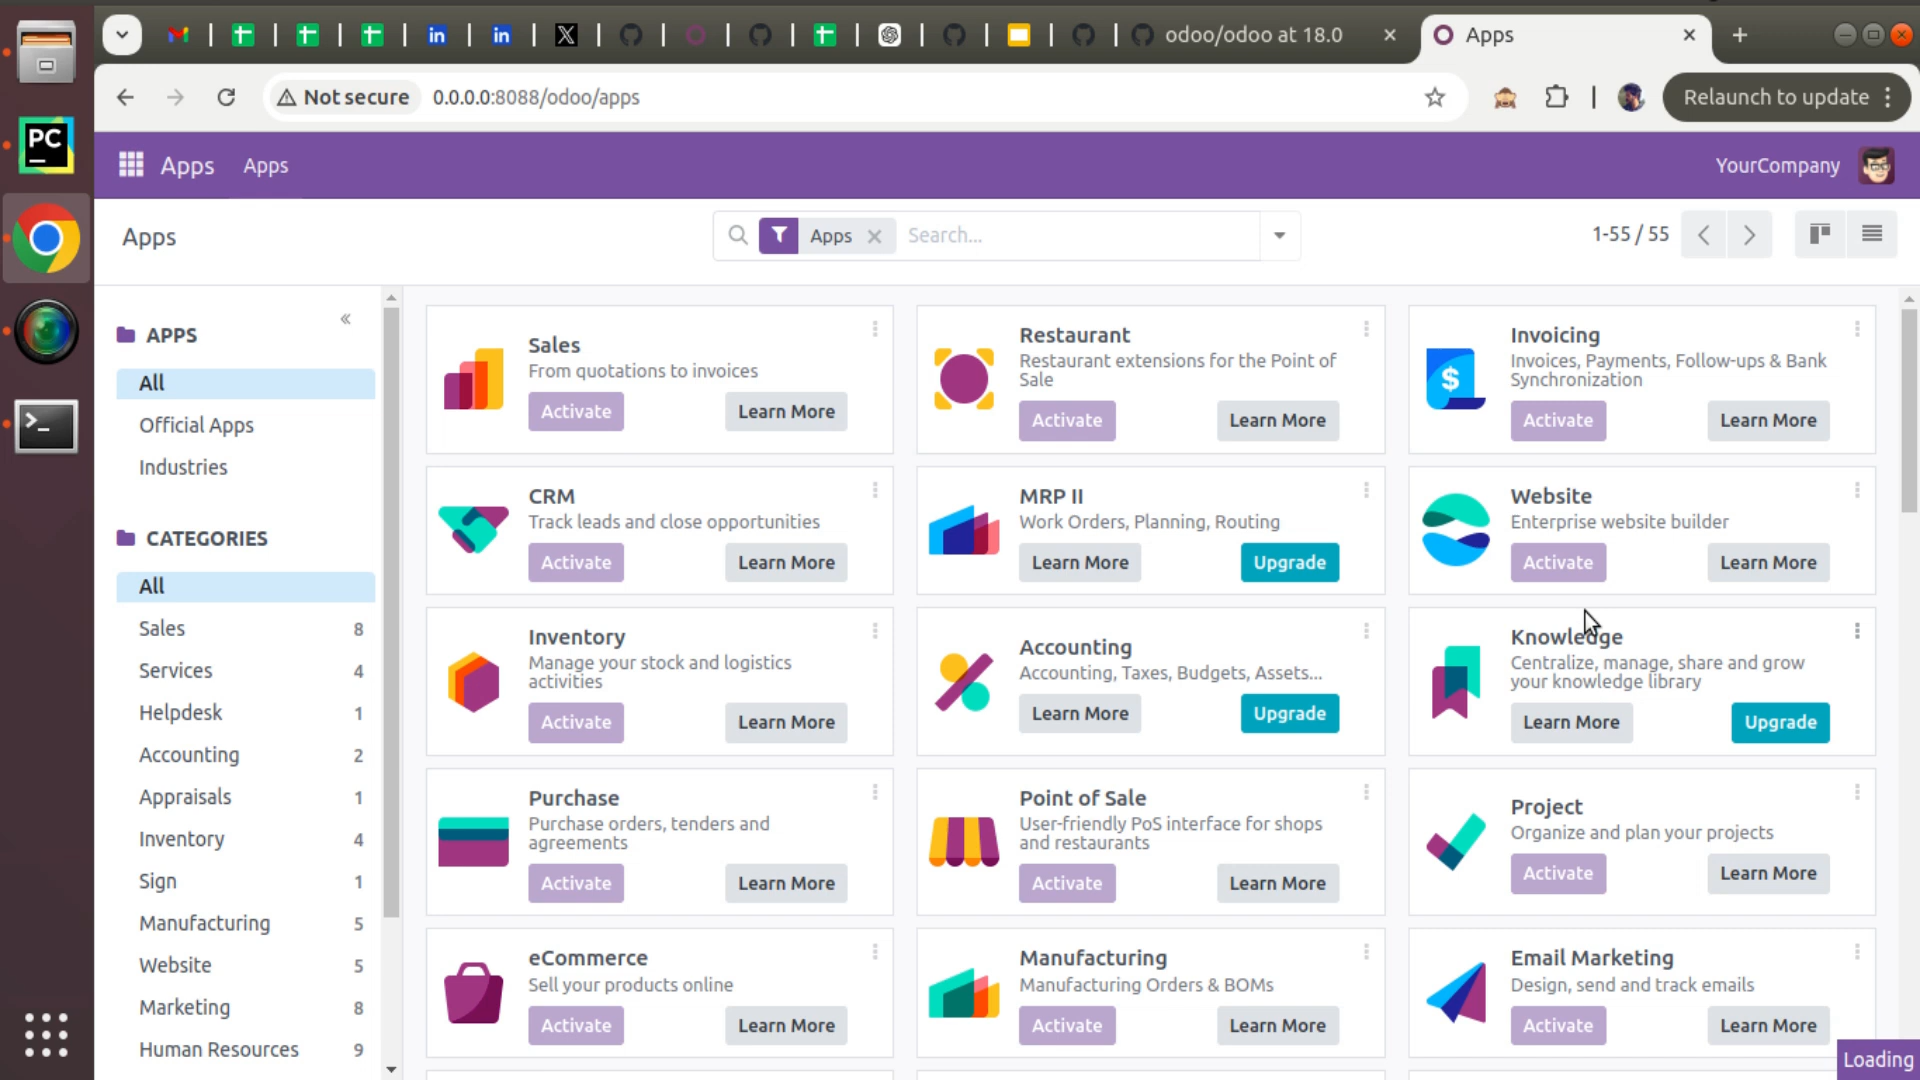 odoo/odoo at 18.0
Apps
Not secure
0.0.0.0:8088/odoo/apps
Relaunch to update
PC
Apps
Apps
YourCompany
Apps
Apps
Search...
1-55 / 55
APPS
All
Official Apps
Industries
CATEGORIES
All
Sales 8
Services 4
Helpdesk 1
Accounting 2
Appraisals 1
Inventory 4
Sign 1
Manufacturing 5
Website 5
Marketing 8
Human Resources 9
Sales
From quotations to invoices
Activate
Learn More
Restaurant
Restaurant extensions for the Point of
Sale
Activate
Learn More
Invoicing
Invoices, Payments, Follow-ups & Bank
Synchronization
Activate
Learn More
CRM
Track leads and close opportunities
Activate
Learn More
MRP II
Work Orders, Planning, Routing
Learn More
Upgrade
Website
Enterprise website builder
Activate
Learn More
Inventory
Manage your stock and logistics
activities
Activate
Learn More
Accounting
Accounting, Taxes, Budgets, Assets...
Learn More
Upgrade
Knowledge
Centralize, manage, share and grow
your knowledge library
Learn More
Upgrade
Purchase
Purchase orders, tenders and
agreements
Activate
Learn More
Point of Sale
User-friendly PoS interface for shops
and restaurants
Activate
Learn More
Project
Organize and plan your projects
Activate
Learn More
eCommerce
Sell your products online
Activate
Learn More
Manufacturing
Manufacturing Orders & BOMs
Activate
Learn More
Email Marketing
Design, send and track emails
Activate
Learn More
Loading